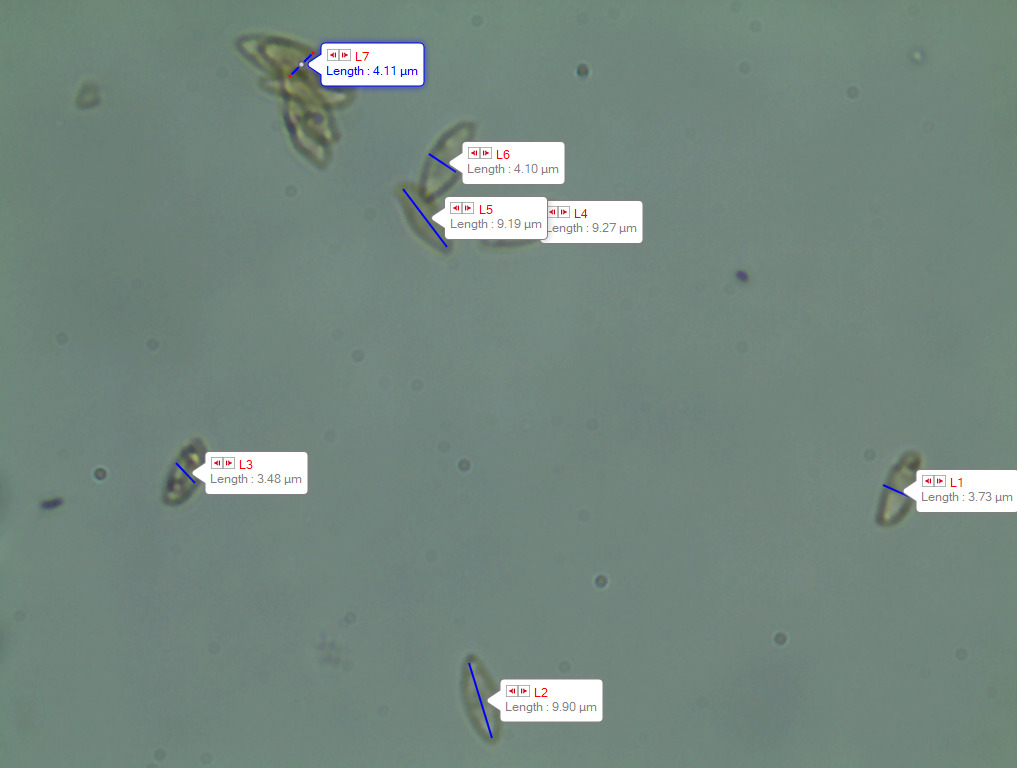 L7
Length : 4.11 µm
L6
Length : 4.10 µm
L5
Length : 9.19 µm
L4
Length : 9.27 µm
L3
Length : 3.48 µm
L1
Length : 3.73 µm
L2
Length : 9.90 µm